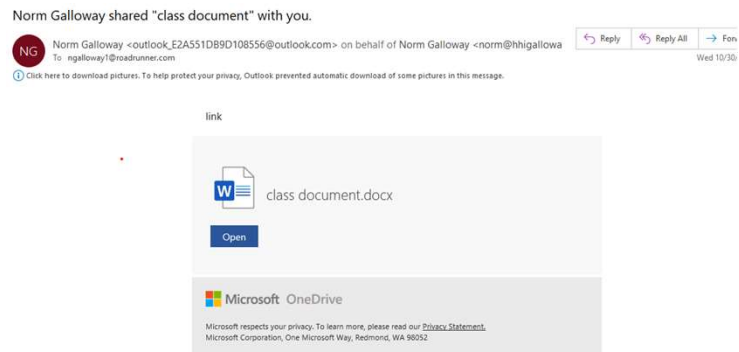 Norm Galloway shared "class document" with you.
NG
Norm Galloway <outlook_E2A551DB9D108556@outlook.com> on behalf of Norm Galloway <norm@hhigallowa
To ngalloway1@roadrunner.com
Reply
Reply All
Forw
Wed 10/30/
Click here to download pictures. To help protect your privacy, Outlook prevented automatic download of some pictures in this message.
link
W
class document.docx
Open
Microsoft OneDrive
Microsoft respects your privacy. To learn more, please read our Privacy Statement.
Microsoft Corporation, One Microsoft Way, Redmond, WA 98052